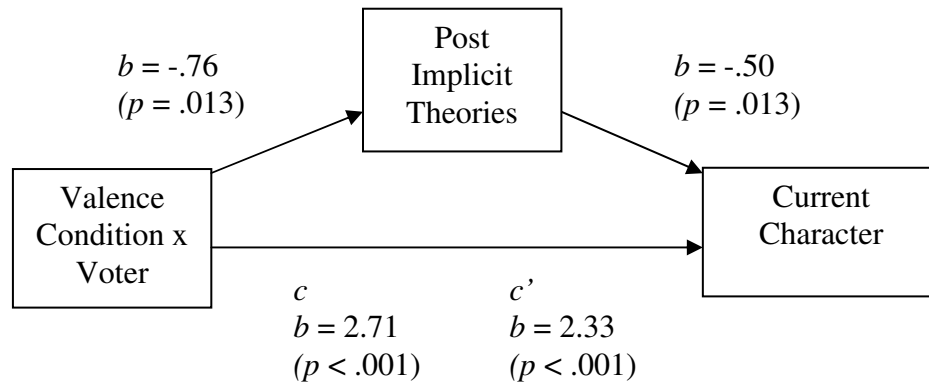 Post
Implicit
Theories
b = -.76
(p = .013)
b = -.50
(p = .013)
Valence
Condition x
Voter
Current
Character
c
b = 2.71
(p < .001)
c’
b = 2.33
(p < .001)